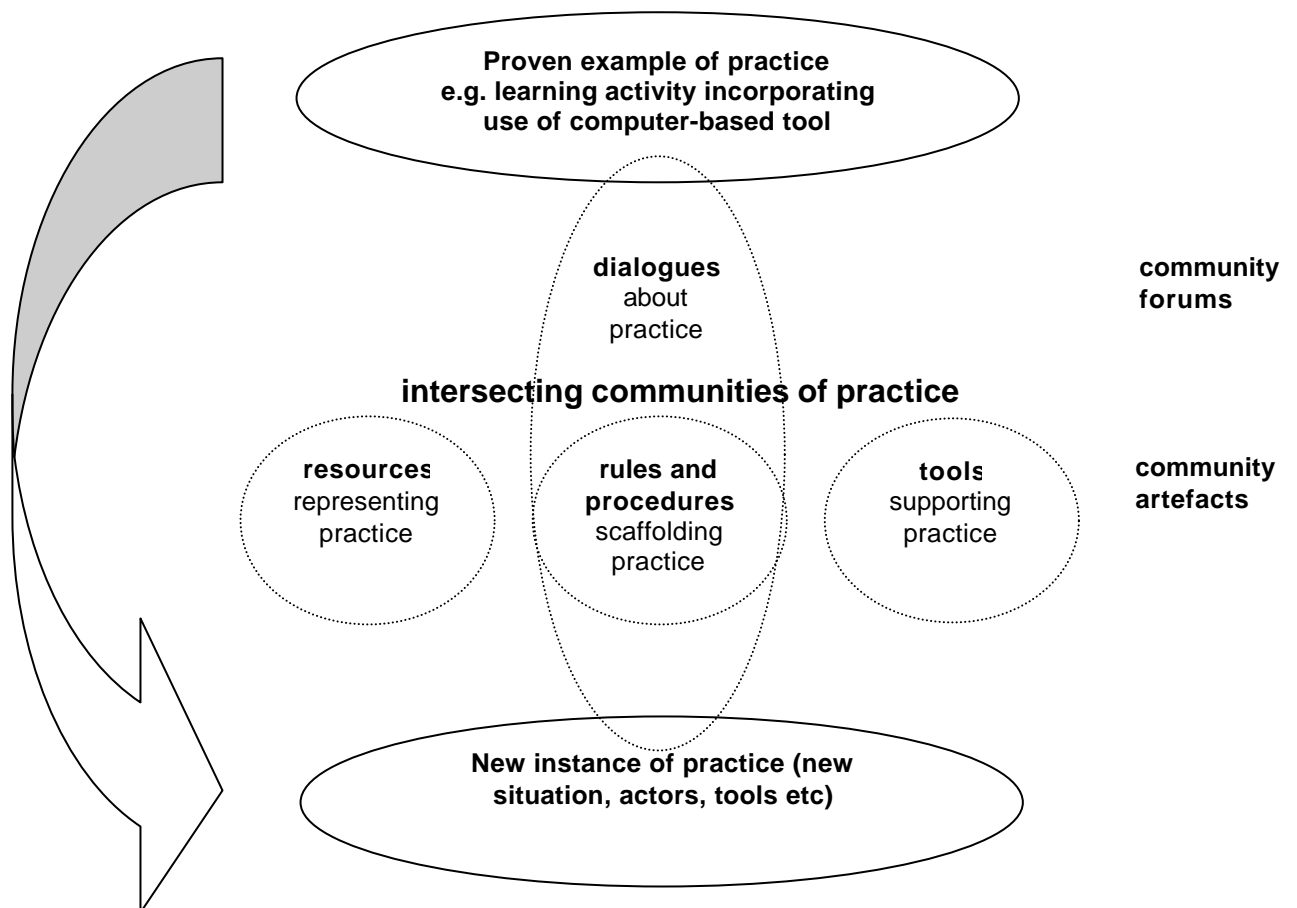 Proven example of practice
e.g. learning activity incorporating
use of computer-based tool
dialogues
about
practice
community
forums
intersecting communities of practice
resources
representing
practice
rules and
procedures
scaffolding
practice
tools
supporting
practice
community
artefacts
New instance of practice (new
situation, actors, tools etc)